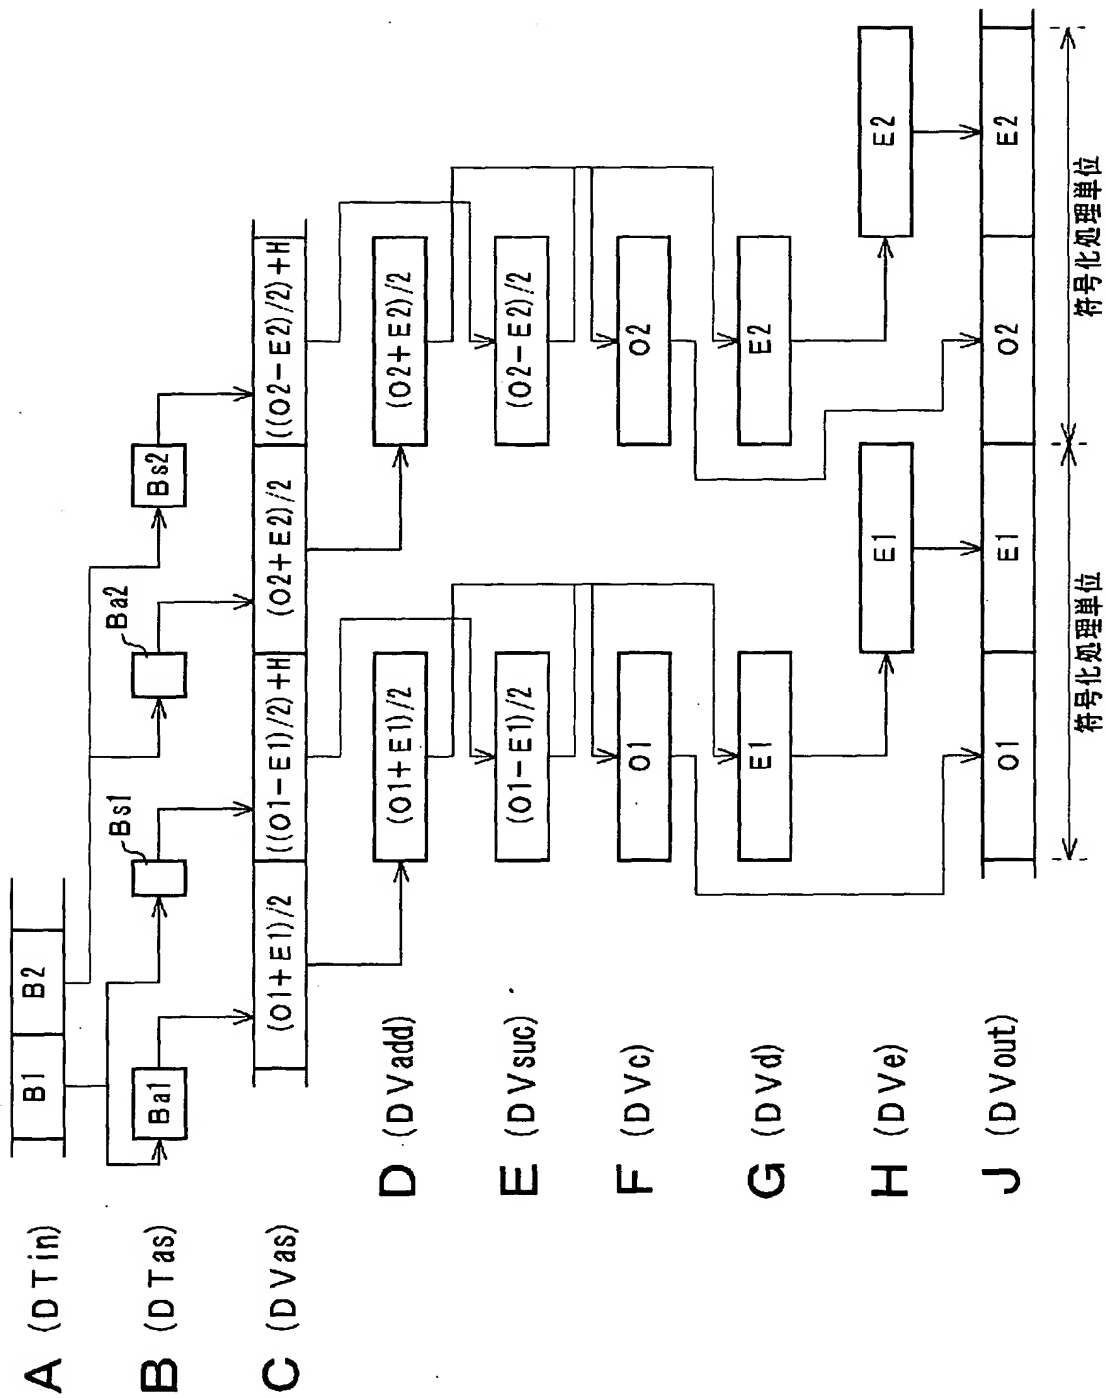 A (DTin)
B1
B2
B (DTas)
Ba1
Bs1
Ba2
Bs2
C (DVas)
(O1+E1)/2
((O1-E1)/2)+H
(O2+E2)/2
((O2-E2)/2)+H
D (DVadd)
(O1+E1)/2
(O2+E2)/2
E (DVsuc)
(O1-E1)/2
(O2-E2)/2
F (DVc)
O1
O2
G (DVd)
E1
E2
H (DVe)
E1
E2
J (DVout)
O1
E1
O2
E2
符号化処理単位
符号化処理単位